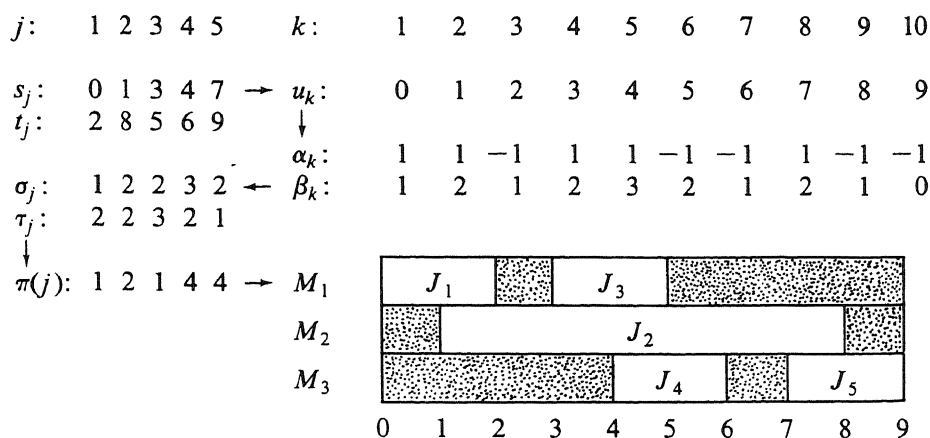 j: 1 2 3 4 5 k: 1 2 3 4 5 6 7 8 9 10
s_j: 0 1 3 4 7 → u_k: 0 1 2 3 4 5 6 7 8 9
t_j: 2 8 5 6 9 ↓
α_k: 1 1 −1 1 1 −1 −1 1 −1 −1
σ_j: 1 2 2 3 2 ← β_k: 1 2 1 2 3 2 1 2 1 0
τ_j: 2 2 3 2 1
↓
π(j): 1 2 1 4 4 → M_1 J_1 J_3
M_2 J_2
M_3 J_4 J_5
0 1 2 3 4 5 6 7 8 9